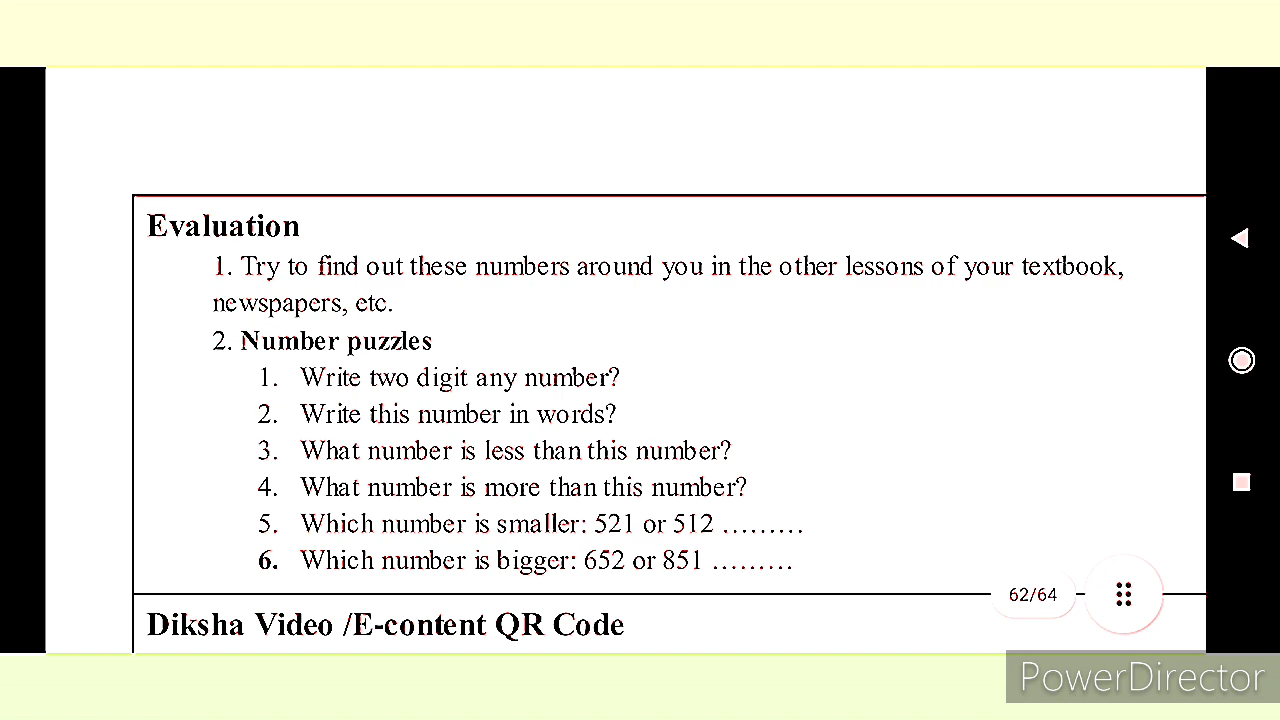 Evaluation
1. Try to find out these numbers around you in the other lessons of your textbook,
newspapers, etc.
2. Number puzzles
1. Write two digit any number?
2. Write this number in words?
3. What number is less than this number?
4. What number is more than this number?
5. Which number is smaller: 521 or 512 ………
6. Which number is bigger: 652 or 851 ………
62/64
Diksha Video /E-content QR Code
PowerDirector